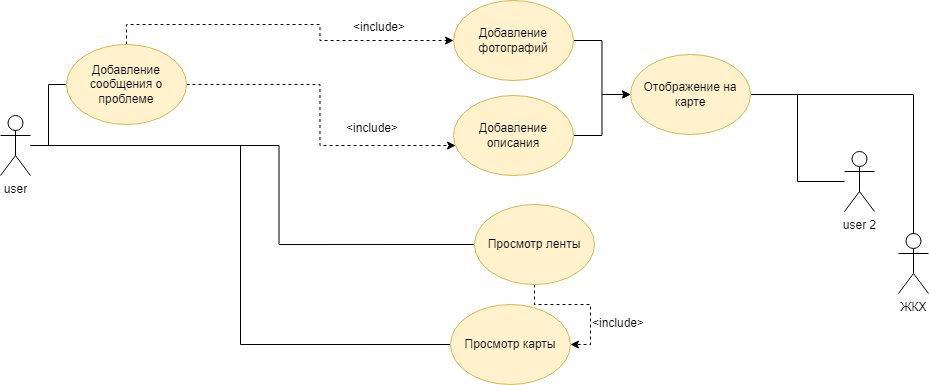 <include>
Добавление
фотографий
Добавление
сообщения о
проблеме
Отображение на
карте
<include>
Добавление
описания
user
user 2
Просмотр ленты
ЖКХ
<include>
Просмотр карты